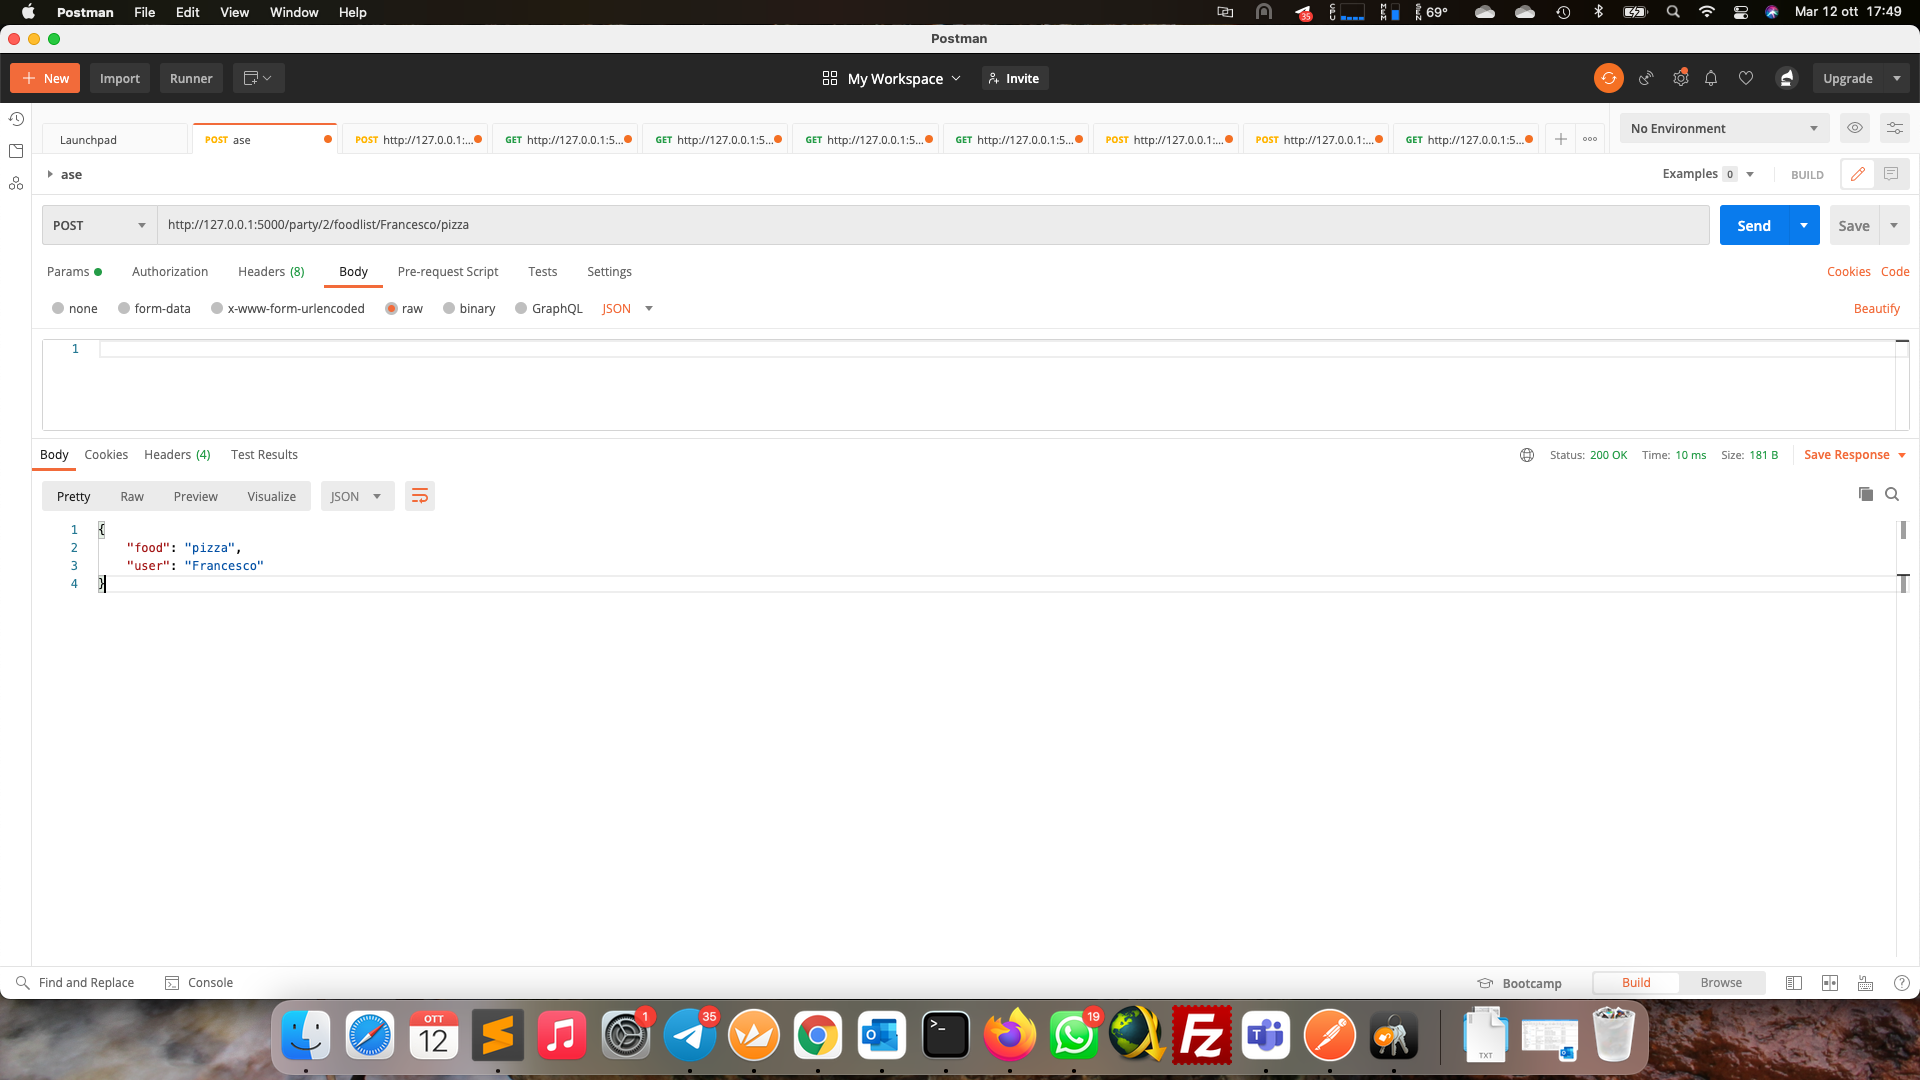 Postman File Edit View Window Help 35 69° Mar 12 ott 17:49
Postman
New Import Runner My Workspace Invite Upgrade
Launchpad POST ase POST http://127.0.0.1:... GET http://127.0.0.1:5... GET http://127.0.0.1:5... GET http://127.0.0.1:5... GET http://127.0.0.1:5... POST http://127.0.0.1:... POST http://127.0.0.1:... GET http://127.0.0.1:5... No Environment
ase Examples 0 BUILD
POST http://127.0.0.1:5000/party/2/foodlist/Francesco/pizza Send Save
Params Authorization Headers (8) Body Pre-request Script Tests Settings Cookies Code
none form-data x-www-form-urlencoded raw binary GraphQL JSON Beautify
1
Body Cookies Headers (4) Test Results Status: 200 OK Time: 10 ms Size: 181 B Save Response
Pretty Raw Preview Visualize JSON
1 {
2 "food": "pizza",
3 "user": "Francesco"
4 }
Find and Replace Console Bootcamp Build Browse
OTT 12 1 35 19 FZ TXT